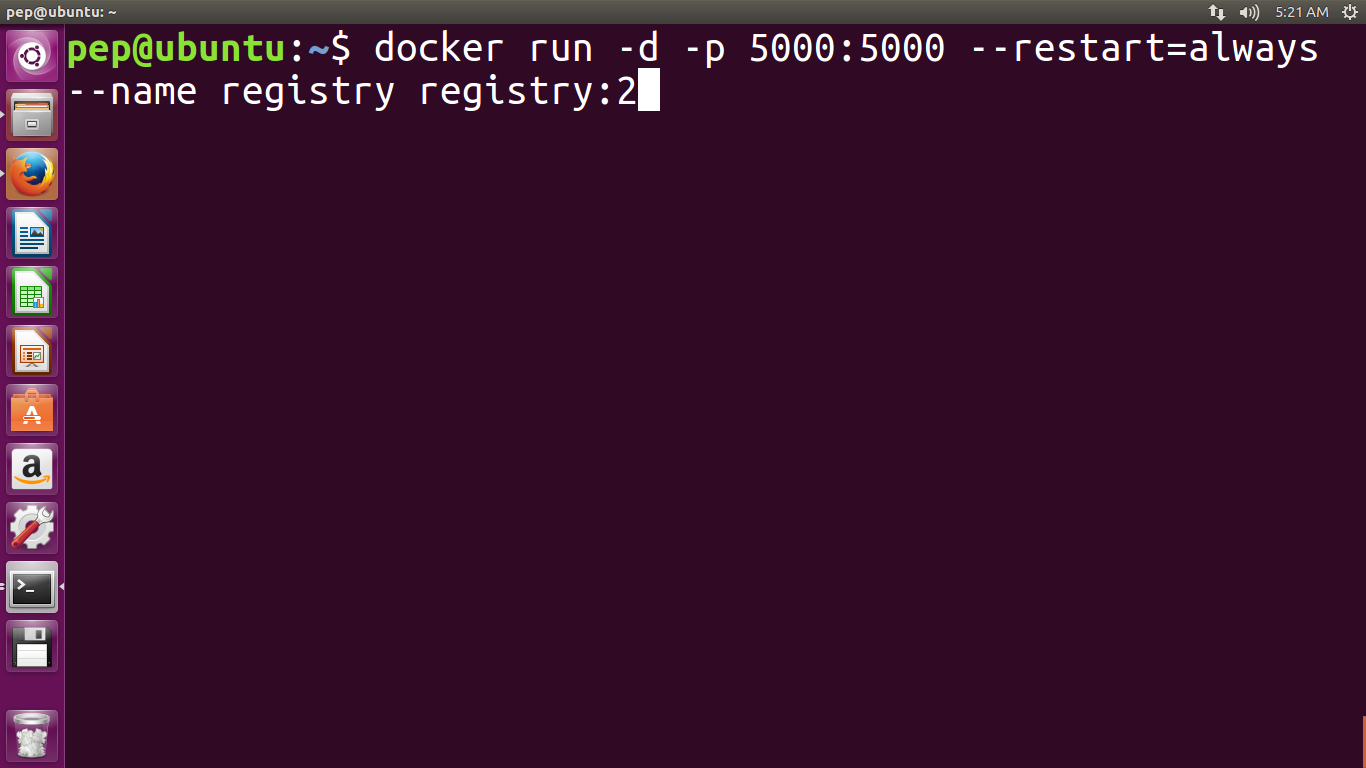 pep@ubuntu: ~
5:21 AM
pep@ubuntu:~$ docker run -d -p 5000:5000 --restart=always
--name registry registry:2